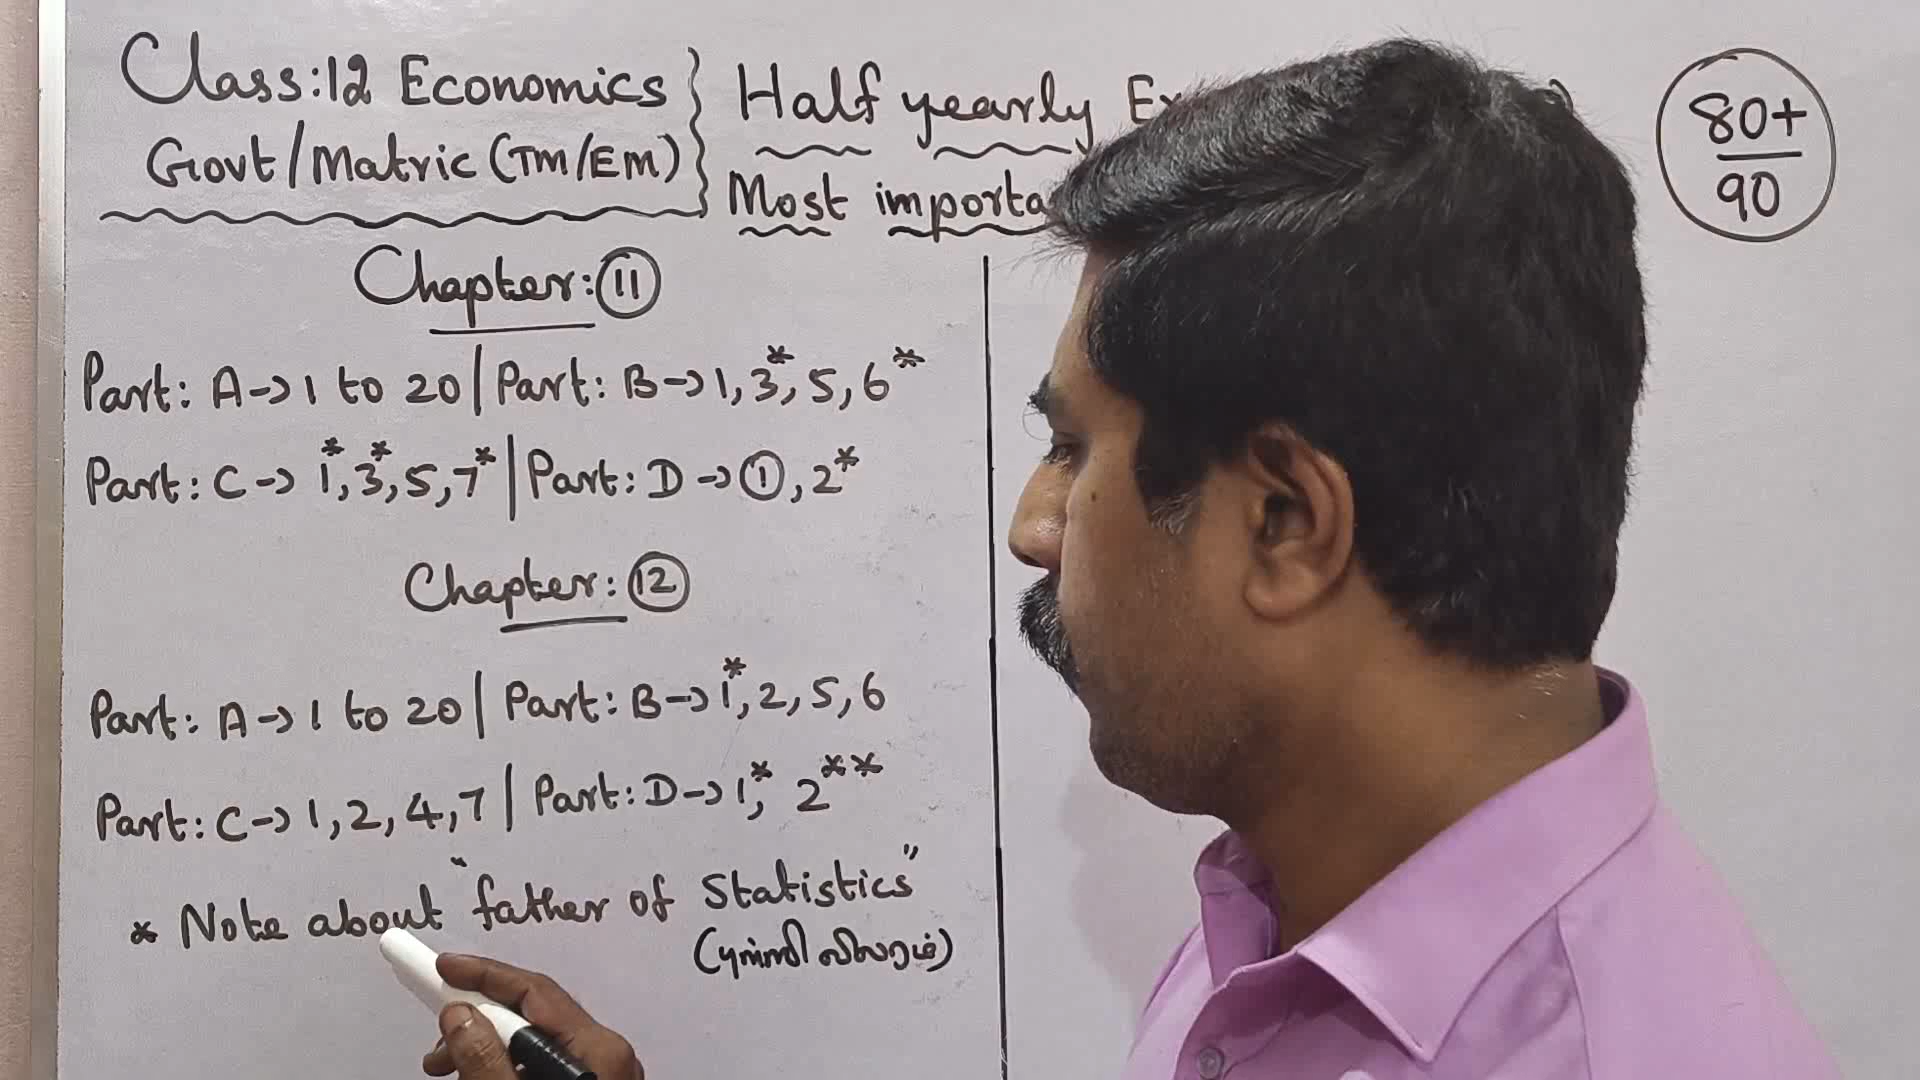 Class:12 Economics
Govt/Matric (TM/EM)
Half yearly
Most
80+
90
Chapter: 11
Part: A→1 to 20 | Part: B→1, 3*, 5, 6*
Part: C→ 1*, 3*, 5, 7* | Part: D→①, 2*
Chapter: 12
Part: A→1 to 20 | Part: B→1*, 2, 5, 6
Part: C→1, 2, 4, 7 | Part: D→1*, 2**
* Note about "father of Statistics"
(புள்ளி விவரம்)